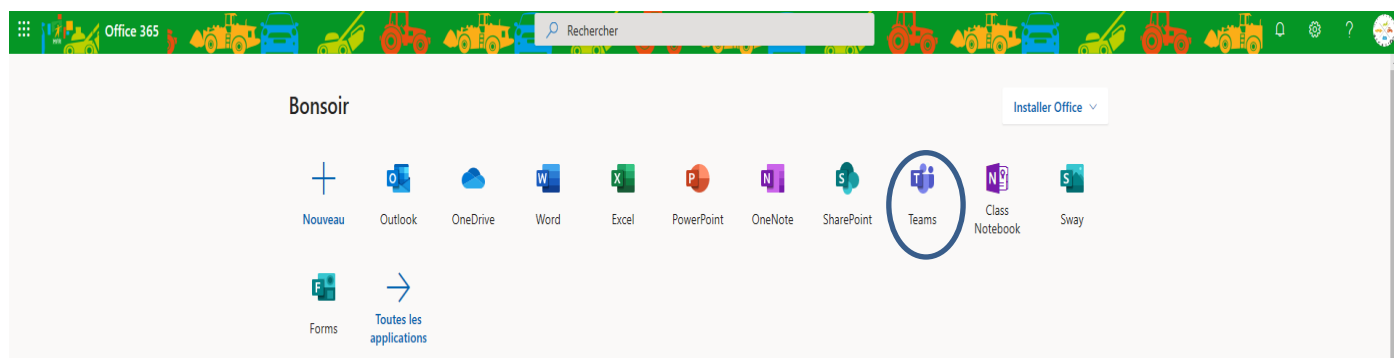 Office 365
Rechercher
?
Bonsoir
Installer Office
Nouveau
Outlook
OneDrive
Word
Excel
PowerPoint
OneNote
SharePoint
Teams
Class
Notebook
Sway
Forms
Toutes les
applications